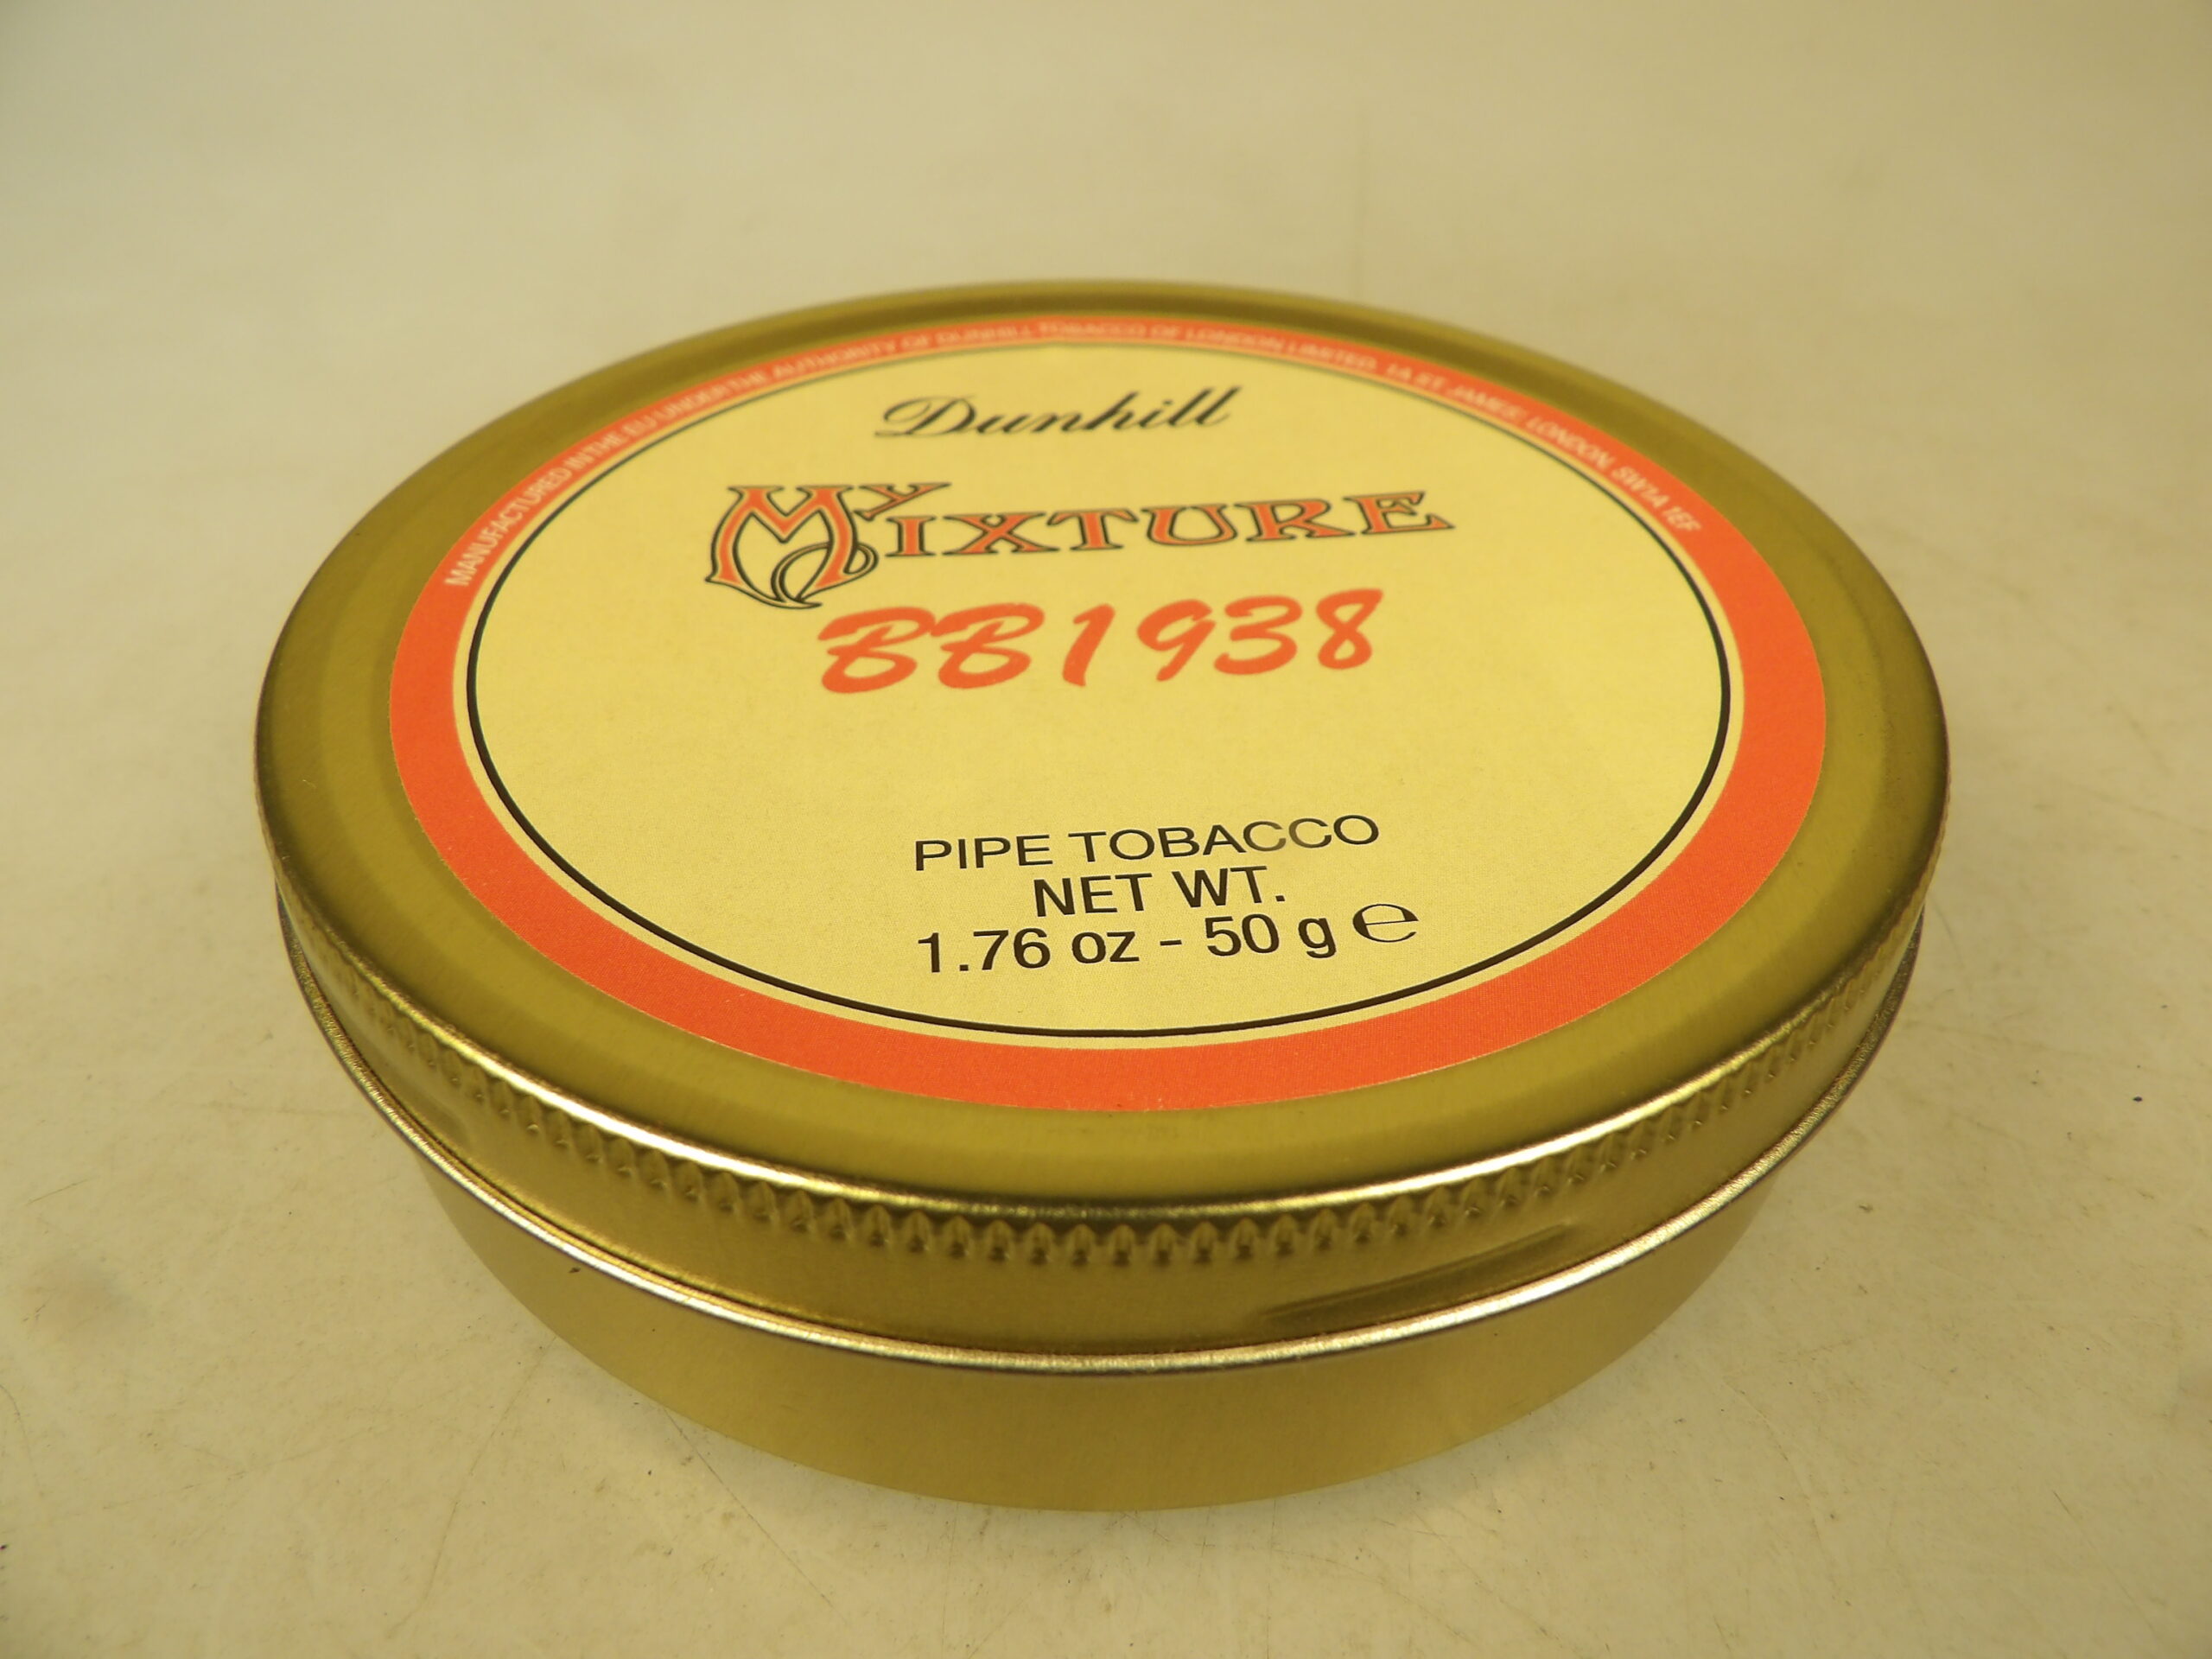 MANUFACTURED IN THE EU UNDER THE AUTHORITY OF DUNHILL TOBACCO OF LONDON LIMITED, 1A ST. JAMES', LONDON, SW1A 1EF
Dunhill
MY MIXTURE
BB1938
PIPE TOBACCO
NET WT.
1.76 oz - 50 g ℮